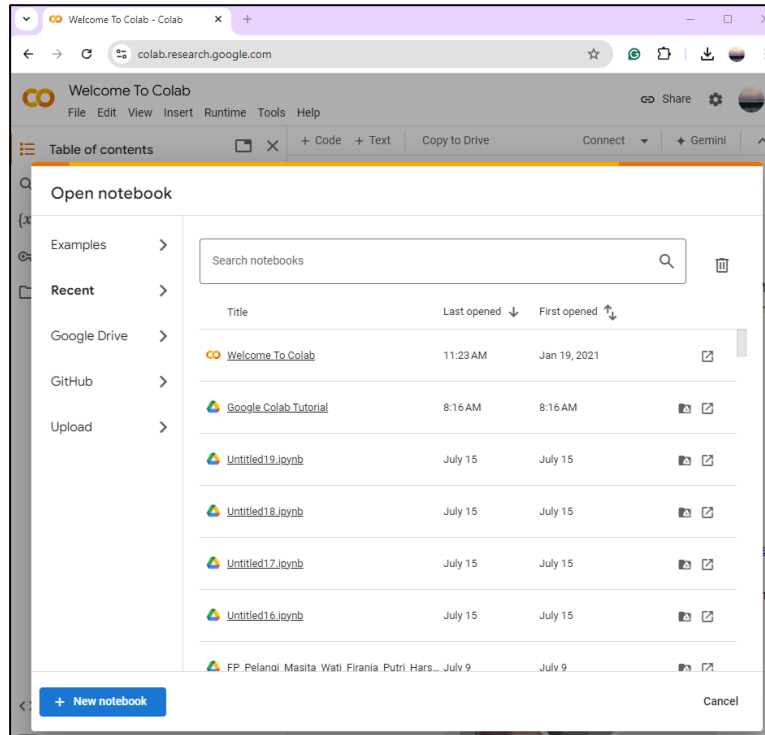 Welcome To Colab - Colab
colab.research.google.com
Welcome To Colab
File Edit View Insert Runtime Tools Help
Share
Table of contents
+ Code + Text Copy to Drive Connect Gemini
Open notebook
Examples
Recent
Google Drive
GitHub
Upload
Search notebooks
Title Last opened First opened
Welcome To Colab 11:23 AM Jan 19, 2021
Google Colab Tutorial 8:16 AM 8:16 AM
Untitled19.ipynb July 15 July 15
Untitled18.ipynb July 15 July 15
Untitled17.ipynb July 15 July 15
Untitled16.ipynb July 15 July 15
FP_Pelangi_Masita_Wati_Firania_Putri_Hars... July 9 July 9
+ New notebook
Cancel